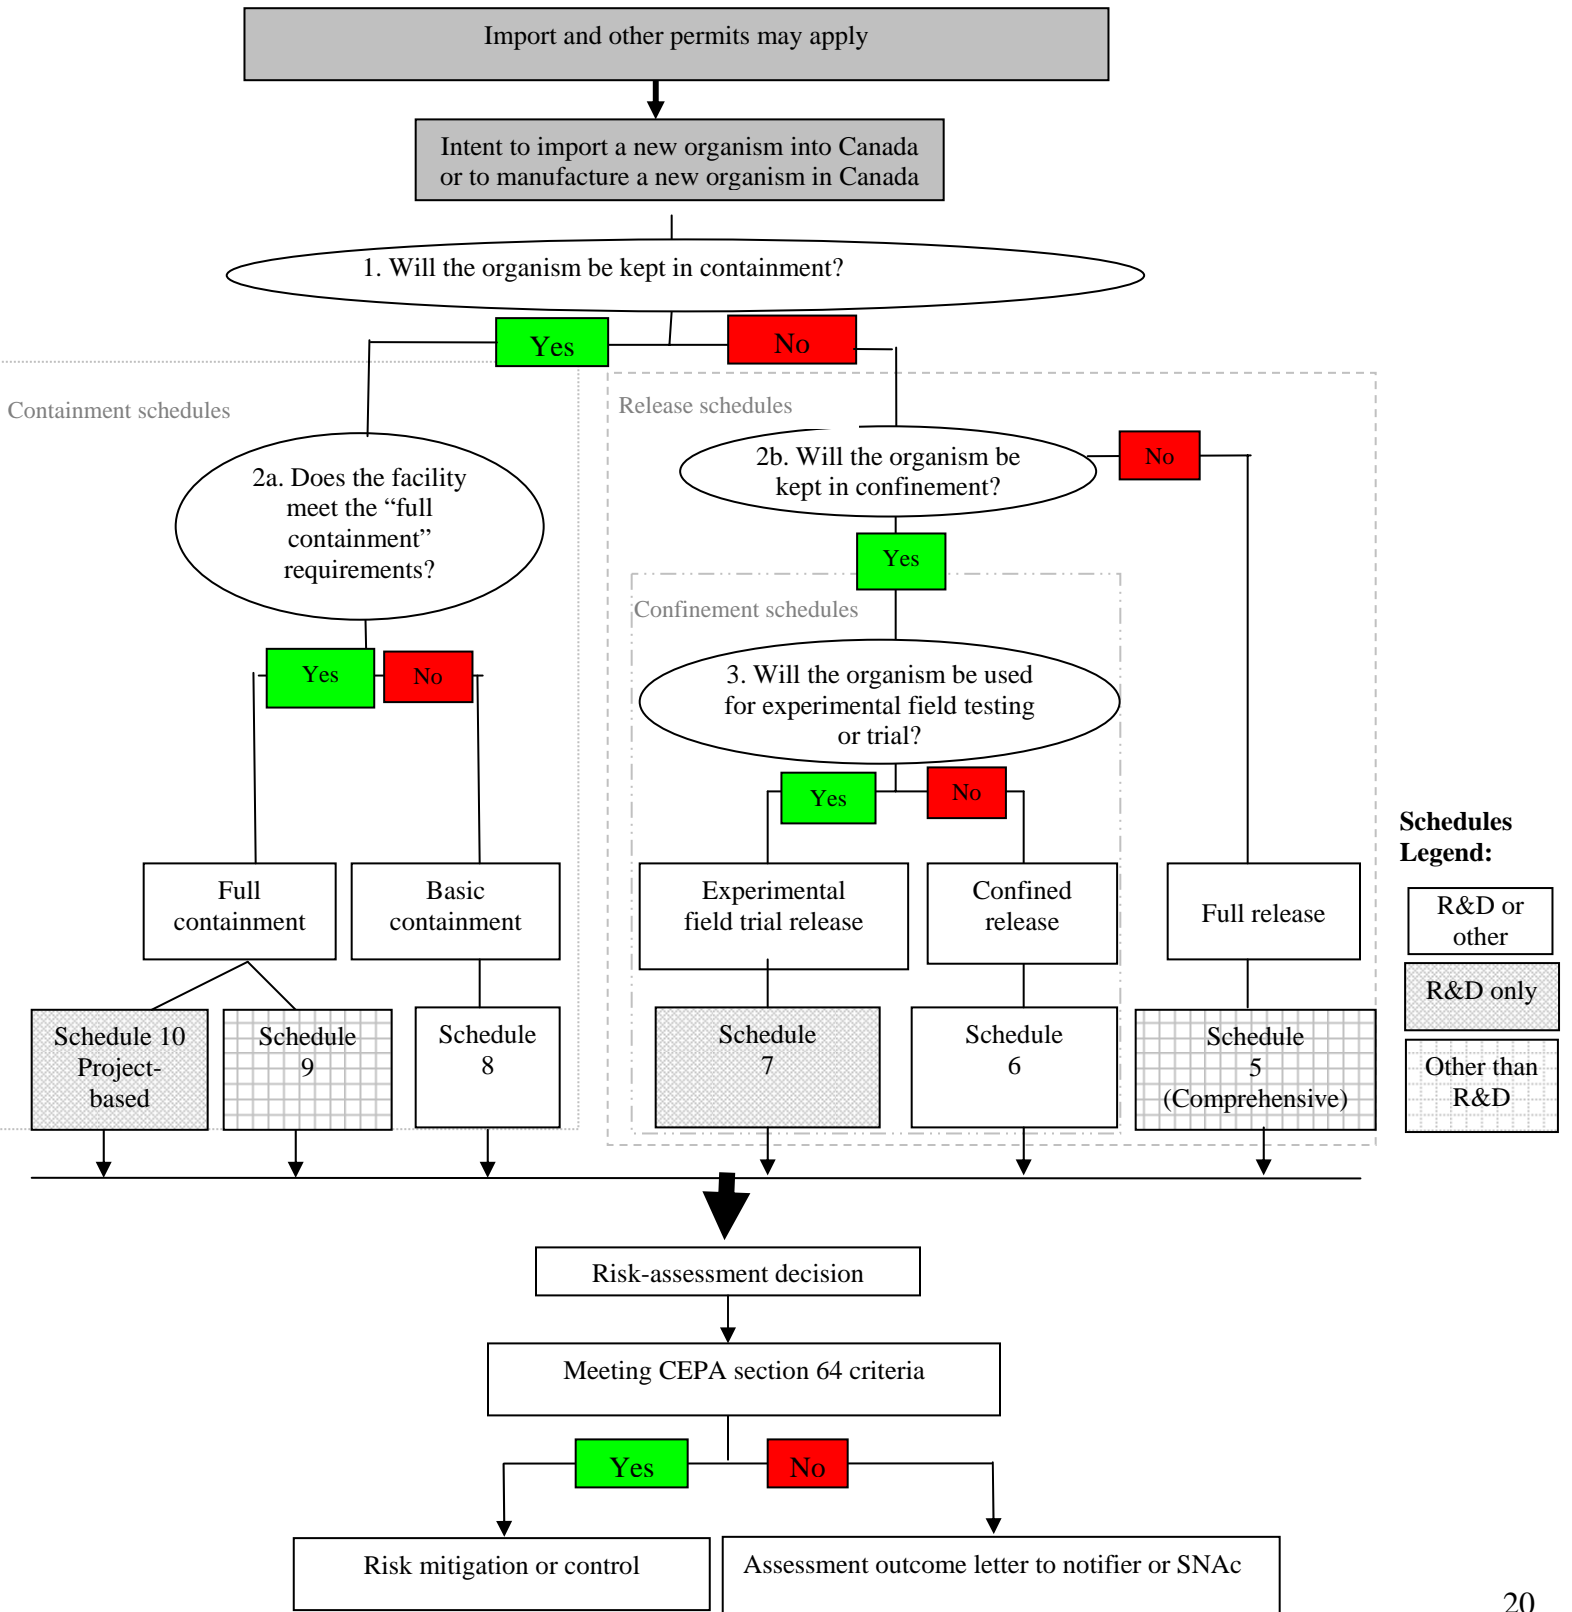 Import and other permits may apply
Intent to import a new organism into Canada
or to manufacture a new organism in Canada
1. Will the organism be kept in containment?
Yes
No
Containment schedules
Release schedules
2a. Does the facility
meet the “full
containment”
requirements?
2b. Will the organism be
kept in confinement?
No
Yes
Confinement schedules
Yes
No
3. Will the organism be used
for experimental field testing
or trial?
Yes
No
Full
containment
Basic
containment
Experimental
field trial release
Confined
release
Full release
Schedule 10
Project-
based
Schedule
9
Schedule
8
Schedule
7
Schedule
6
Schedule
5
(Comprehensive)
Schedules
Legend:
R&D or
other
R&D only
Other than
R&D
Risk-assessment decision
Meeting CEPA section 64 criteria
Yes
No
Risk mitigation or control
Assessment outcome letter to notifier or SNAc
20